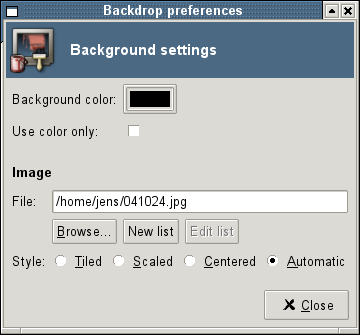 Backdrop preferences
Background settings
Background color:
Use color only:
Image
File: /home/jens/041024.jpg
Browse... New list Edit list
Style: Tiled Scaled Centered Automatic
Close